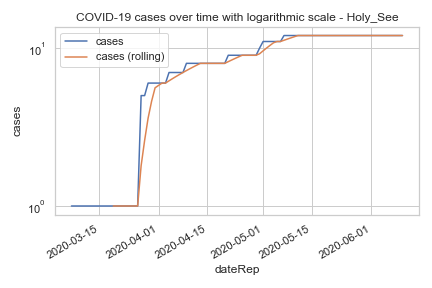 COVID-19 cases over time with logarithmic scale - Holy_See
cases
cases (rolling)
10¹
10⁰
cases
2020-03-15
2020-04-01
2020-04-15
2020-05-01
2020-05-15
2020-06-01
dateRep